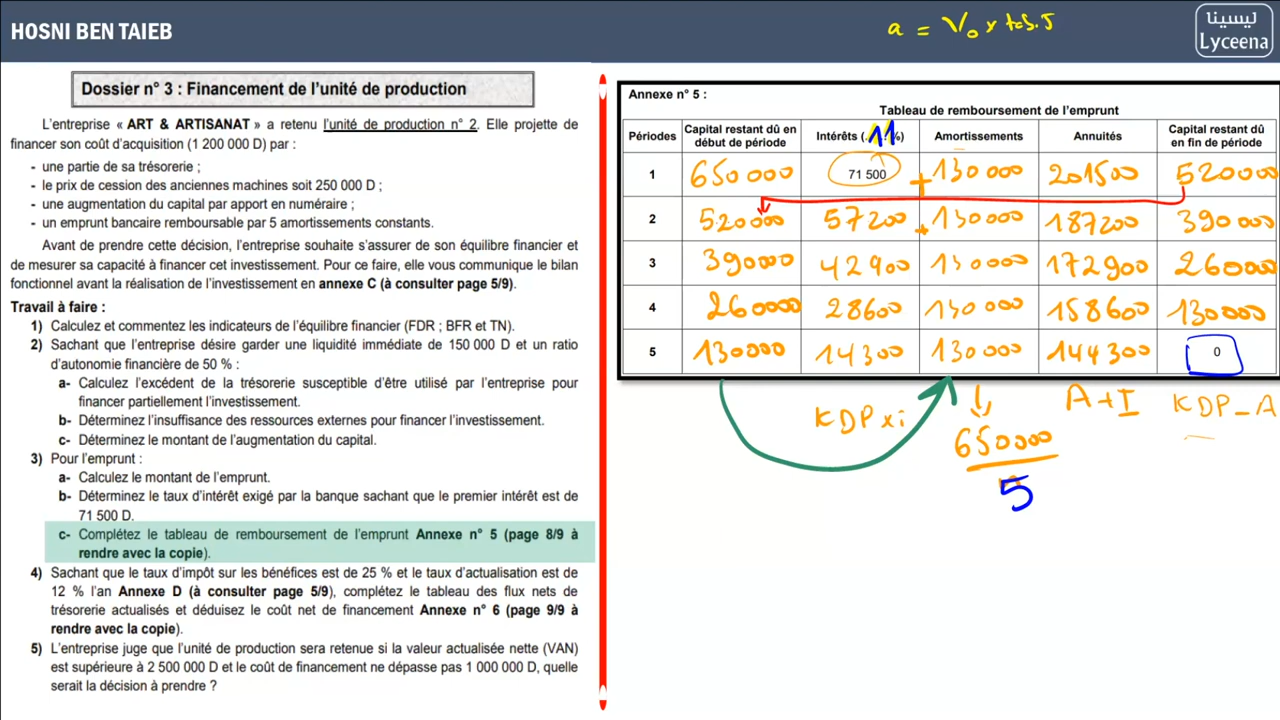 HOSNI BEN TAIEB
a = V₀ x t
ليسينا
Lyceena
Dossier n° 3 : Financement de l'unité de production
L'entreprise « ART & ARTISANAT » a retenu l'unité de production n° 2. Elle projette de
financer son coût d'acquisition (1 200 000 D) par :
- une partie de sa trésorerie ;
- le prix de cession des anciennes machines soit 250 000 D ;
- une augmentation du capital par apport en numéraire ;
- un emprunt bancaire remboursable par 5 amortissements constants.
Avant de prendre cette décision, l'entreprise souhaite s'assurer de son équilibre financier et
de mesurer sa capacité à financer cet investissement. Pour ce faire, elle vous communique le bilan
fonctionnel avant la réalisation de l'investissement en annexe C (à consulter page 5/9).
Travail à faire :
1) Calculez et commentez les indicateurs de l'équilibre financier (FDR ; BFR et TN).
2) Sachant que l'entreprise désire garder une liquidité immédiate de 150 000 D et un ratio
d'autonomie financière de 50 % :
a- Calculez l'excédent de la trésorerie susceptible d'être utilisé par l'entreprise pour
financer partiellement l'investissement.
b- Déterminez l'insuffisance des ressources externes pour financer l'investissement.
c- Déterminez le montant de l'augmentation du capital.
3) Pour l'emprunt :
a- Calculez le montant de l'emprunt.
b- Déterminez le taux d'intérêt exigé par la banque sachant que le premier intérêt est de
71 500 D.
c- Complétez le tableau de remboursement de l'emprunt Annexe n° 5 (page 8/9 à
rendre avec la copie).
4) Sachant que le taux d'impôt sur les bénéfices est de 25 % et le taux d'actualisation est de
12 % l'an Annexe D (à consulter page 5/9), complétez le tableau des flux nets de
trésorerie actualisés et déduisez le coût net de financement Annexe n° 6 (page 9/9 à
rendre avec la copie).
5) L'entreprise juge que l'unité de production sera retenue si la valeur actualisée nette (VAN)
est supérieure à 2 500 000 D et le coût de financement ne dépasse pas 1 000 000 D, quelle
serait la décision à prendre ?
Annexe n° 5 :
Tableau de remboursement de l'emprunt
Périodes Capital restant dû en début de période Intérêts (11%) Amortissements Annuités Capital restant dû en fin de période
1 650000 71 500 + 130000 201500 520000
2 520000 57200 + 130000 187200 390000
3 390000 42900 130000 172900 260000
4 260000 28600 130000 158600 130000
5 130000 14300 130000 144300 0
KDP x i
650000
5
A + I
KDP - A